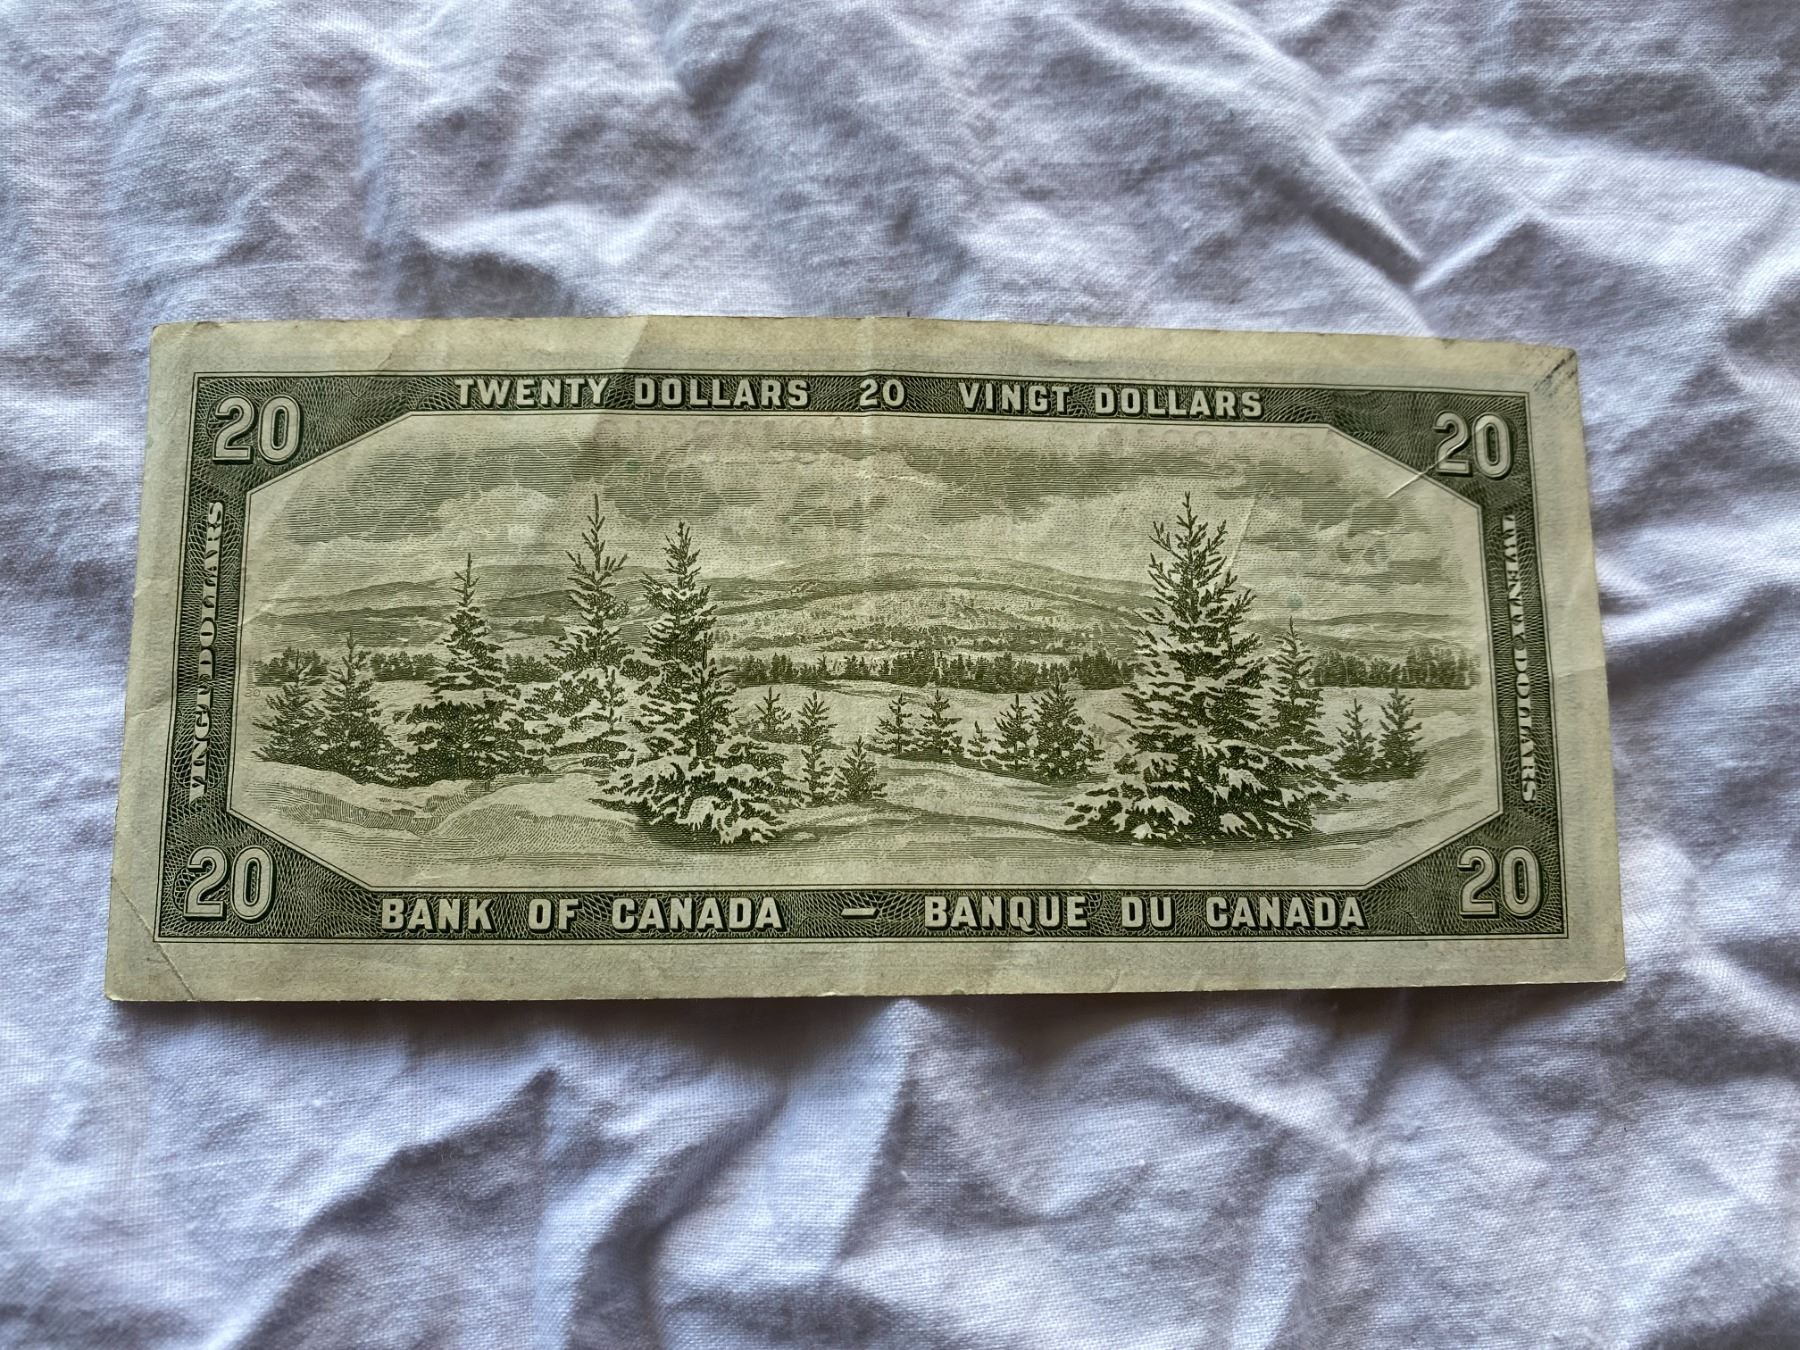 TWENTY DOLLARS 20 VINGT DOLLARS
20
20
VINGT DOLLARS
TWENTY DOLLARS
20
20
BANK OF CANADA — BANQUE DU CANADA